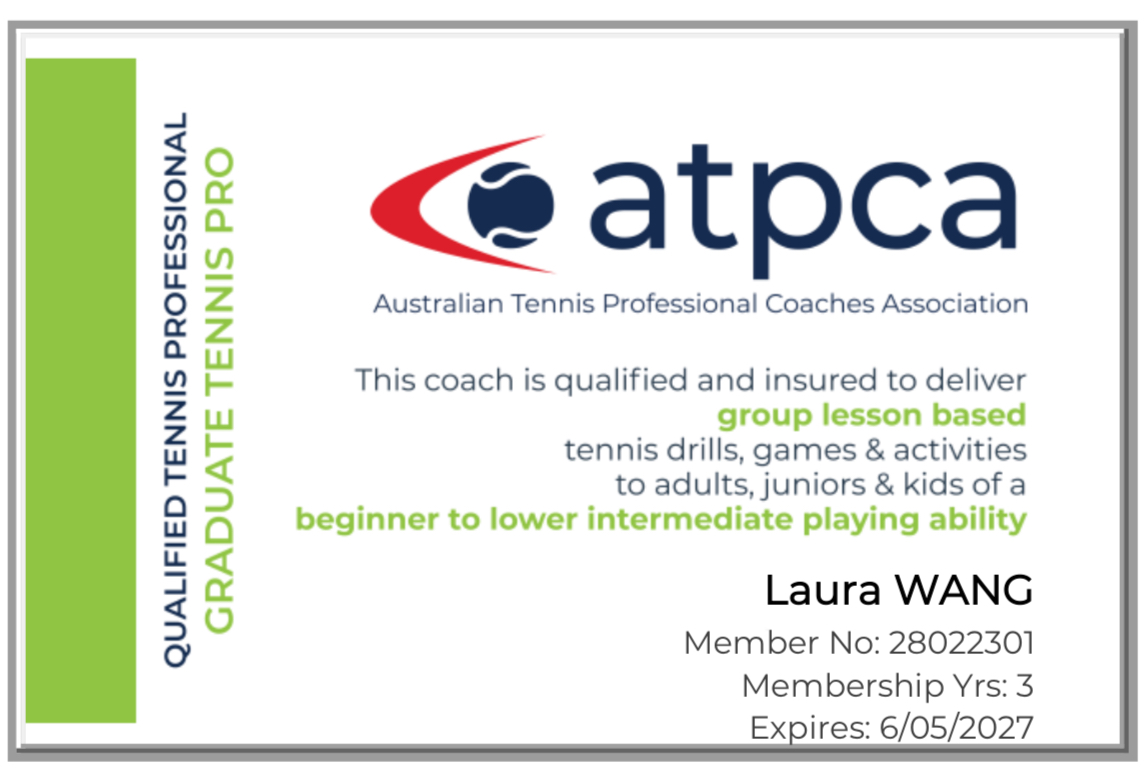 QUALIFIED TENNIS PROFESSIONAL
GRADUATE TENNIS PRO
atpca
Australian Tennis Professional Coaches Association
This coach is qualified and insured to deliver
group lesson based
tennis drills, games & activities
to adults, juniors & kids of a
beginner to lower intermediate playing ability
Laura WANG
Member No: 28022301
Membership Yrs: 3
Expires: 6/05/2027